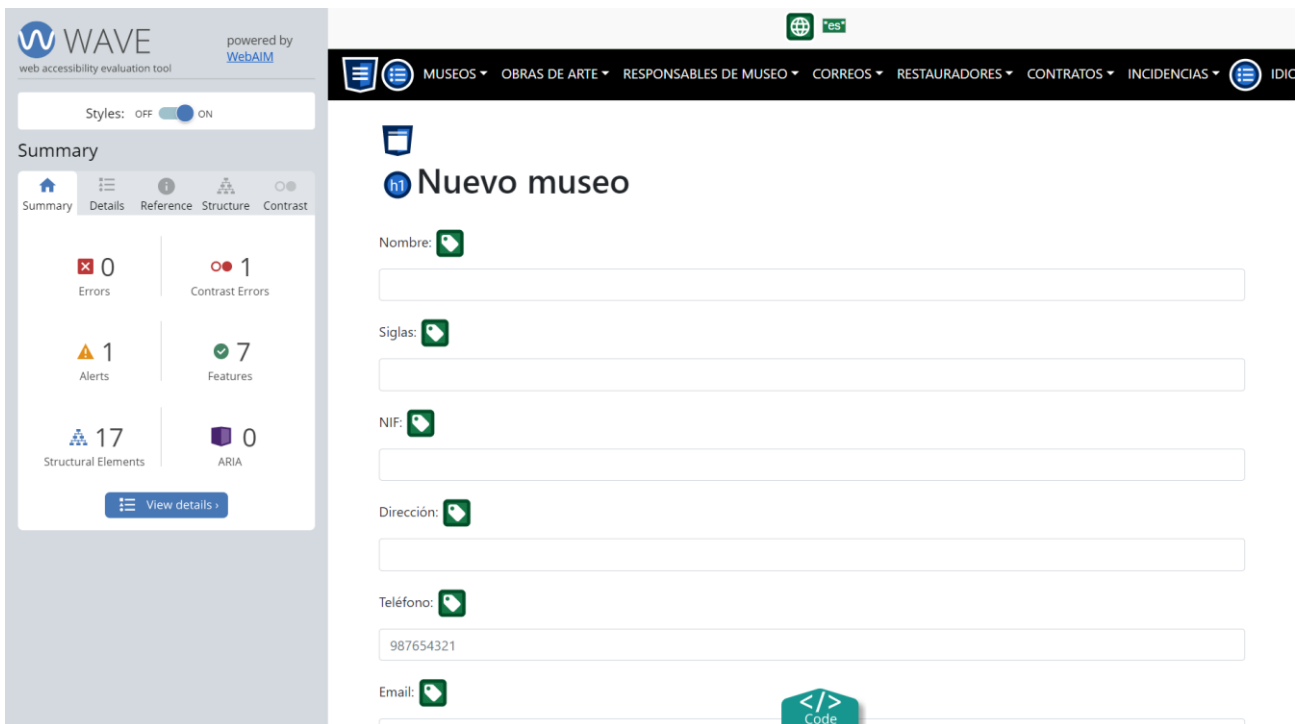 WAVE
powered by
WebAIM
web accessibility evaluation tool
Styles: OFF ON
Summary
Summary Details Reference Structure Contrast
0
Errors
1
Contrast Errors
1
Alerts
7
Features
17
Structural Elements
0
ARIA
View details ›
"es"
MUSEOS OBRAS DE ARTE RESPONSABLES DE MUSEO CORREOS RESTAURADORES CONTRATOS INCIDENCIAS IDIO
h1 Nuevo museo
Nombre:
Siglas:
NIF:
Dirección:
Teléfono:
987654321
Email:
</>
Code